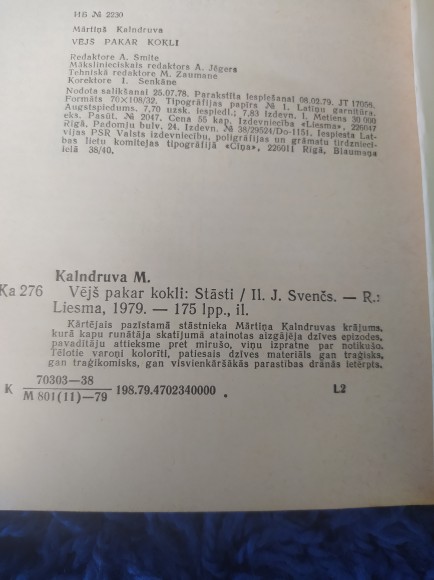 ИБ № 2230
Mārtiņš Kalndruva
VĒJŠ PAKAR KOKLI
Redaktore A. Smite
Mākslinieciskais redaktors A. Jēgers
Tehniskā redaktore M. Zaumane
Korektore I. Senkāne
Nodota salikšanai 25.07.78. Parakstīta iespiešanai 08.02.79. JT 17056.
Formāts 70×108/32. Tipogrāfijas papīrs № 1. Latīņu garnitūra.
Augstspiedums. 7,70 uzsk. iespiedl.; 7,83 izdevn. l. Metiens 30 000
eks. Pasūt. № 2047. Cena 55 kap. Izdevniecība «Liesma», 226047
Rīgā, Padomju bulv. 24. Izdevn. № 38/29524/Do-1151. Iespiesta Lat-
vijas PSR Valsts izdevniecību, poligrāfijas un grāmatu tirdzniec-
ības lietu komitejas tipogrāfijā «Cīņa», 226011 Rīgā, Blaumaņa
ielā 38/40.
Kalndruva M.
Ka 276 Vējš pakar kokli: Stāsti / Il. J. Svenčs. — R.:
Liesma, 1979. — 175 lpp., il.
Kārtējais pazīstamā stāstnieka Mārtiņa Kalndruvas krājums,
kurā kapu runātāja skatījumā atainotas aizgājēja dzīves epizodes,
pavadītāju attieksme pret mirušo, viņu izpratne par notikušo.
Tēlotie varoņi kolorīti, patiesais dzīves materiāls gan traģisks,
gan traģikomisks, gan visvienkāršākās parastības drānās ietērpts.
K 70303—38
M 801(11)—79 198.79.4702340000. L2